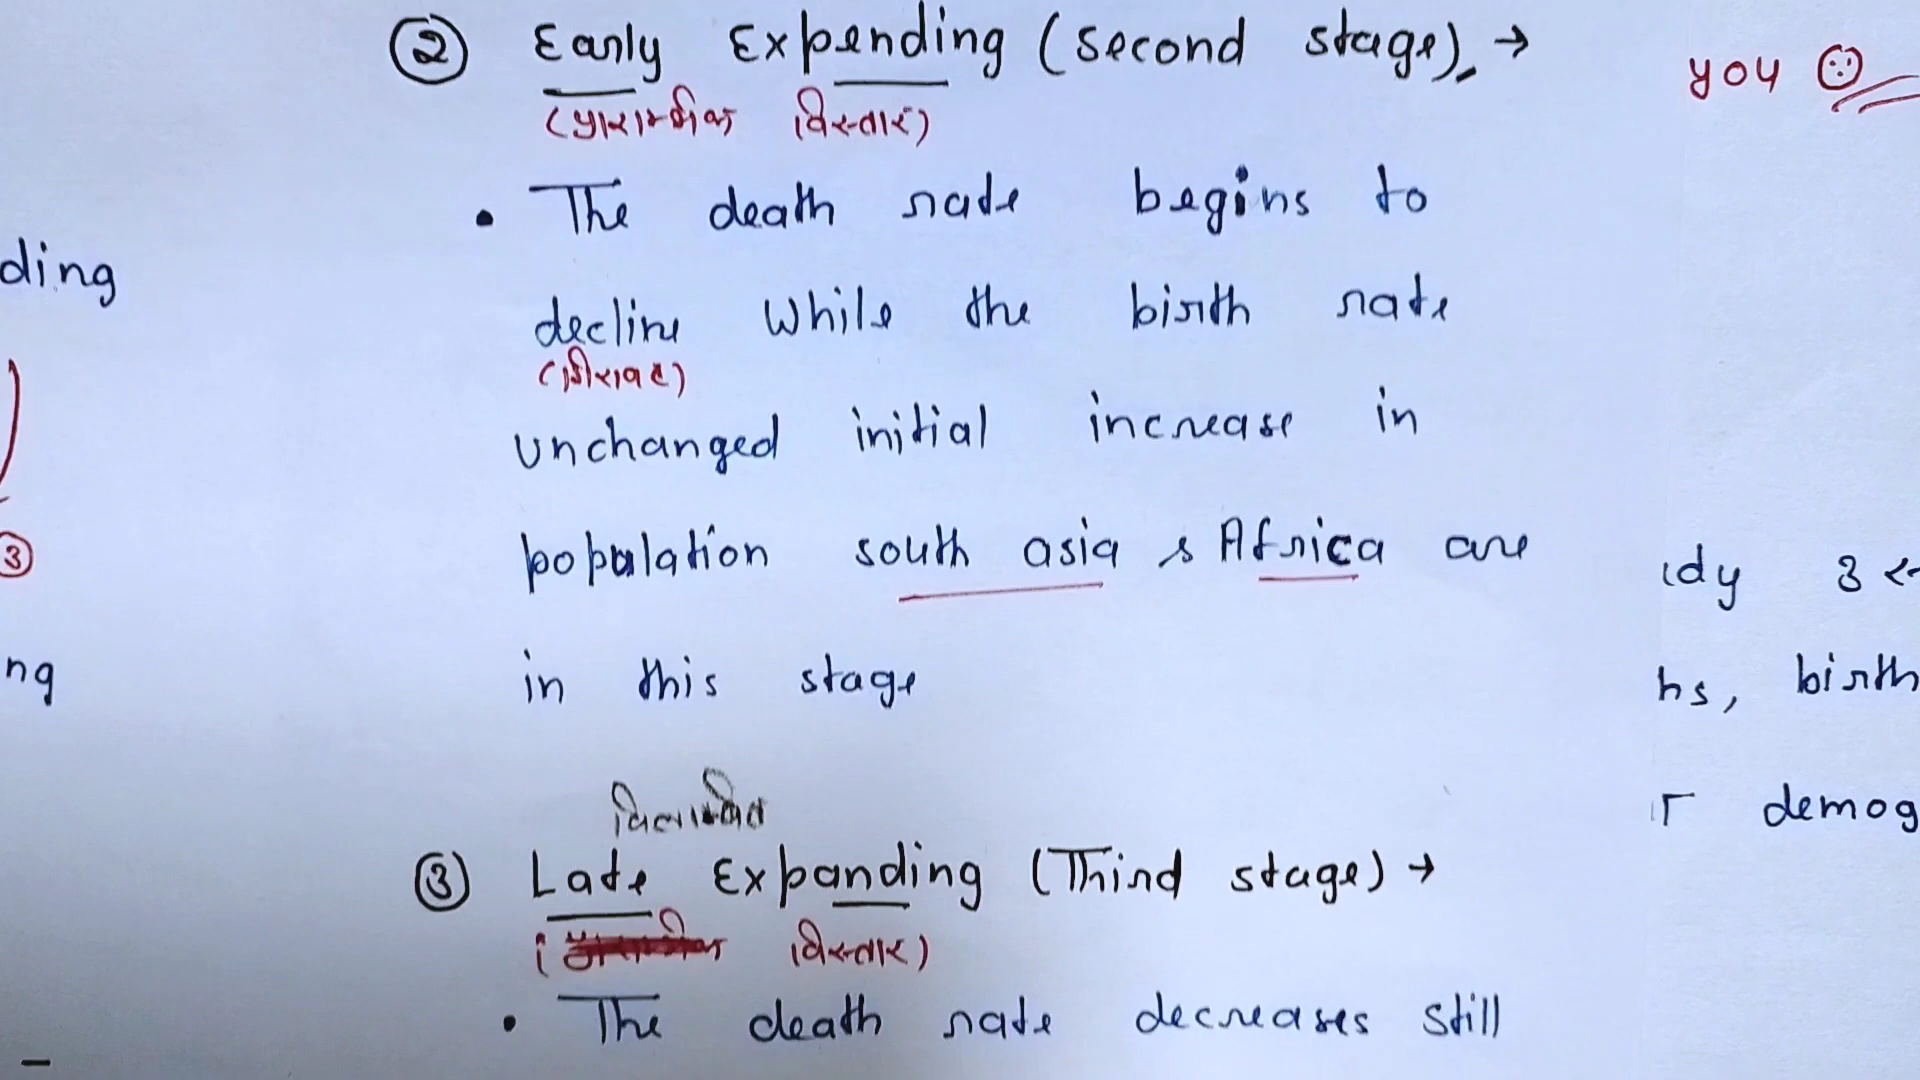 ② Early Expending (second stage) →
(प्रारम्भिक विस्तार)
• The death rate begins to
decline While the birth rate
(गिरावट)
unchanged initial increase in
population south asia & Africa are
in this stage
विलम्बित
③ Late Expanding (Third stage) →
( विस्तार)
• The death rate decreases still
ding
③
ng
you
idy 3
hs, birth
r demog